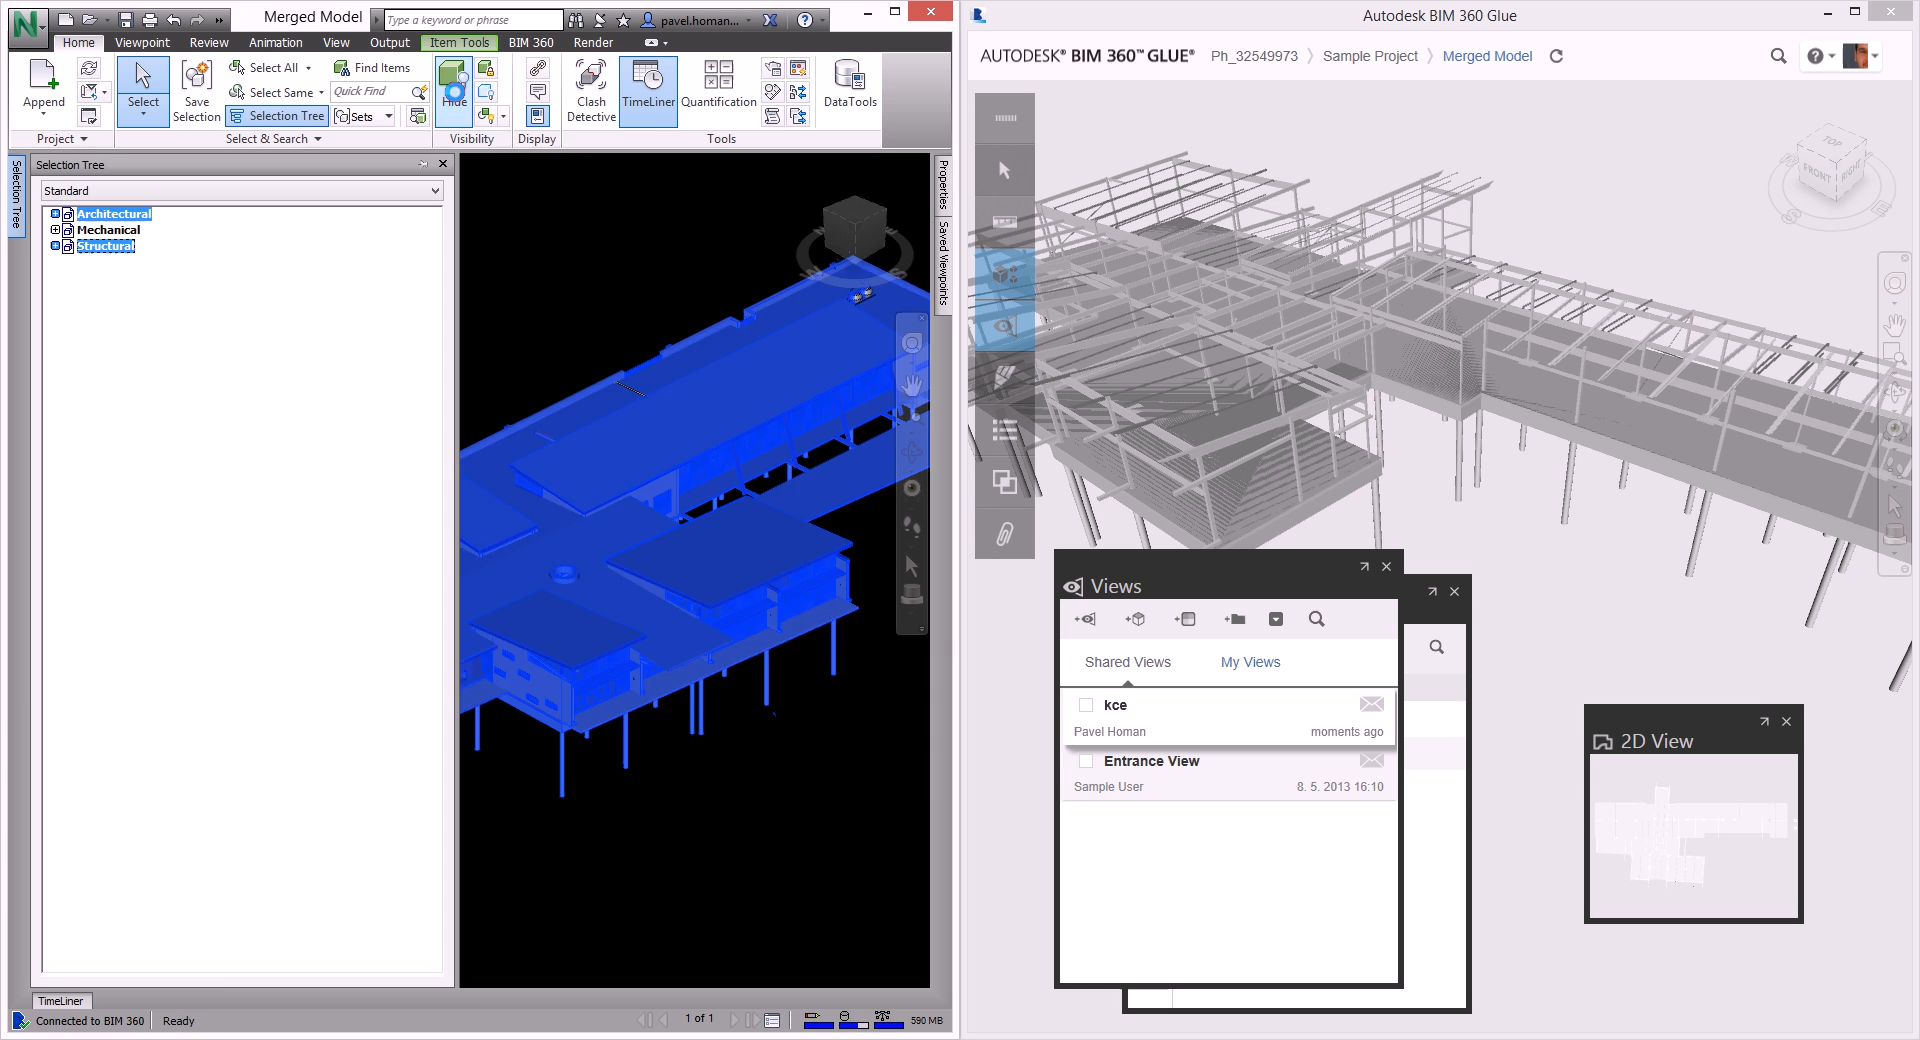 Merged Model
Type a keyword or phrase
pavel.homan...
Home Viewpoint Review Animation View Output Item Tools BIM 360 Render
Append
Project
Select
Save Selection
Select All
Select Same
Selection Tree
Find Items
Quick Find
Sets
Select & Search
Hide
Visibility
Display
Clash Detective
TimeLiner
Quantification
DataTools
Tools
Selection Tree
Selection Tree
Standard
Architectural
Mechanical
Structural
Properties
Saved Viewpoints
TimeLiner
Connected to BIM 360
Ready
1 of 1
590 MB
Autodesk BIM 360 Glue
AUTODESK® BIM 360™ GLUE®
Ph_32549973
Sample Project
Merged Model
TOP
FRONT
RIGHT
S
E
Views
Shared Views
My Views
kce
Pavel Homan
moments ago
Entrance View
Sample User
8. 5. 2013 16:10
2D View